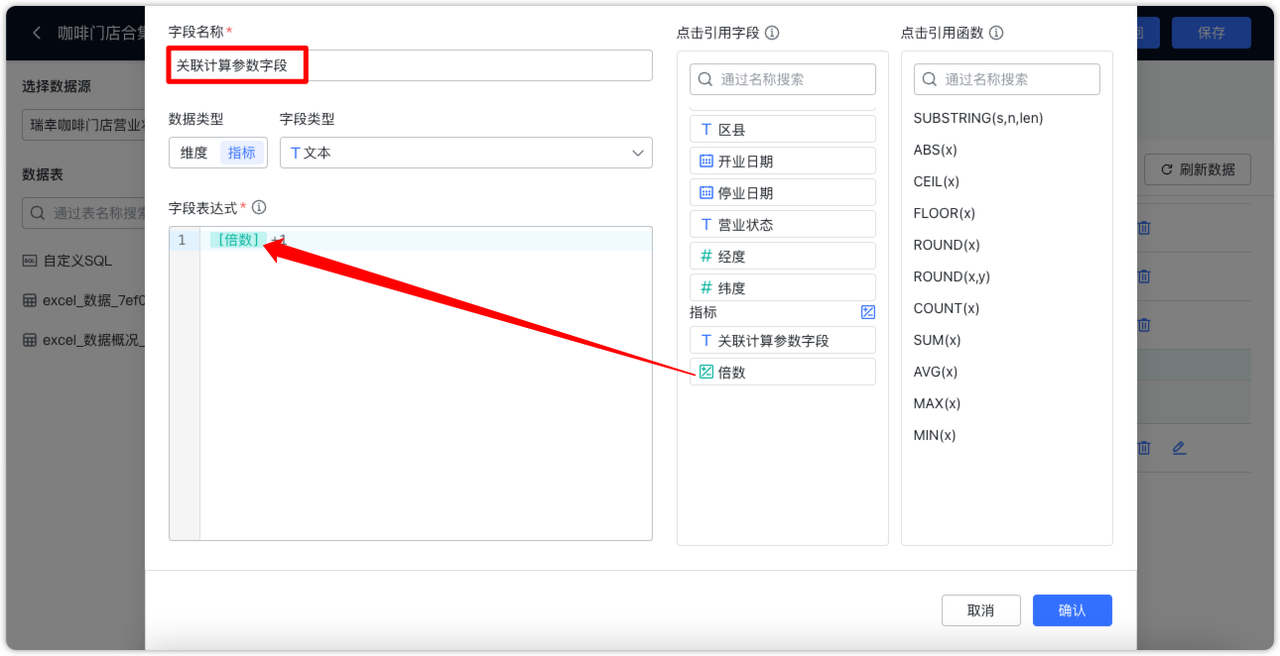 咖啡门店合集
保存
选择数据源
瑞幸咖啡门店营业
数据表
通过表名称搜索
自定义SQL
excel_数据_7ef0
excel_数据概况_
刷新数据
字段名称*
关联计算参数字段
数据类型
字段类型
维度
指标
T 文本
字段表达式*
1
[倍数] +1
点击引用字段
通过名称搜索
T 区县
开业日期
停业日期
T 营业状态
# 经度
# 纬度
指标
T 关联计算参数字段
倍数
点击引用函数
通过名称搜索
SUBSTRING(s,n,len)
ABS(x)
CEIL(x)
FLOOR(x)
ROUND(x)
ROUND(x,y)
COUNT(x)
SUM(x)
AVG(x)
MAX(x)
MIN(x)
取消
确认